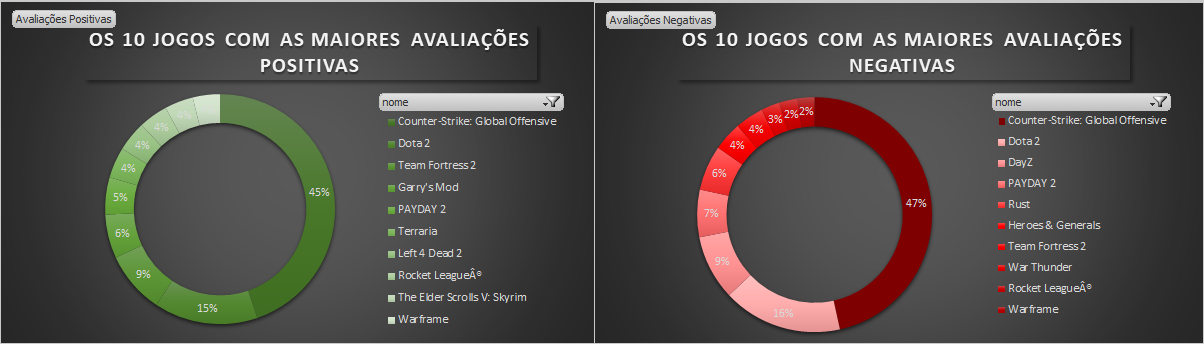 Avaliações Positivas
OS 10 JOGOS COM AS MAIORES AVALIAÇÕES
POSITIVAS
nome
Counter-Strike: Global Offensive
Dota 2
Team Fortress 2
Garry's Mod
PAYDAY 2
Terraria
Left 4 Dead 2
Rocket LeagueÂ®
The Elder Scrolls V: Skyrim
Warframe
45%
15%
9%
6%
5%
4%
4%
4%
4%
Avaliações Negativas
OS 10 JOGOS COM AS MAIORES AVALIAÇÕES
NEGATIVAS
nome
Counter-Strike: Global Offensive
Dota 2
DayZ
PAYDAY 2
Rust
Heroes & Generals
Team Fortress 2
War Thunder
Rocket LeagueÂ®
Warframe
47%
16%
9%
7%
6%
4%
4%
3%
2%
2%